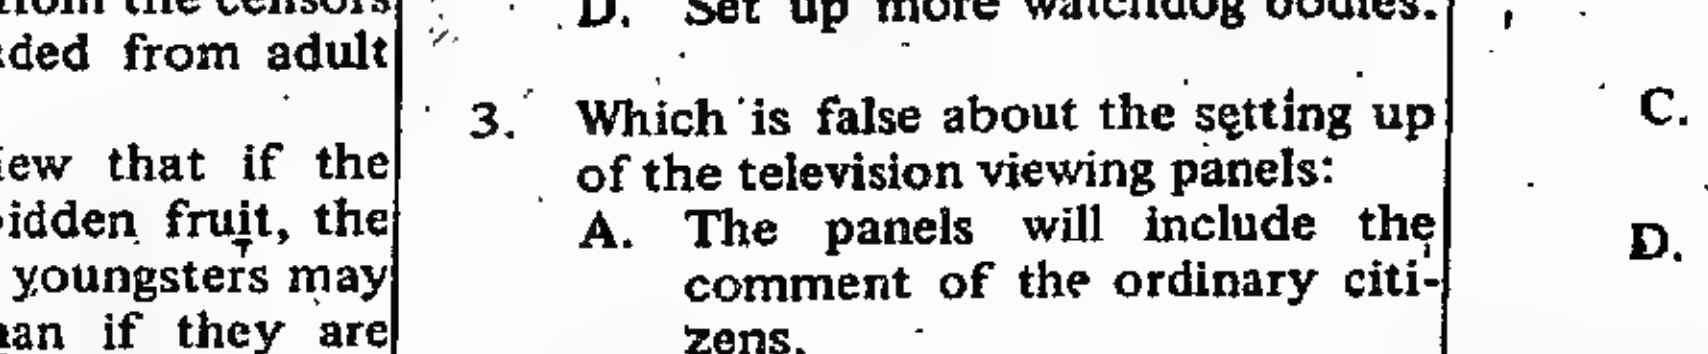 from the censors
ded from adult
iew that if the
idden fruit, the
youngsters may
an if they are
D. Set up more watchdog bodies.
3. Which is false about the setting up
of the television viewing panels:
A. The panels will include the
comment of the ordinary citi-
zens.
C.
D.